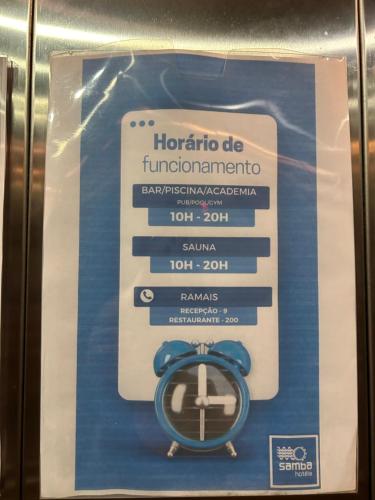 Horário de
funcionamento
BAR/PISCINA/ACADEMIA
PUB/POOL/GYM
10H - 20H
SAUNA
10H - 20H
RAMAIS
RECEPÇÃO - 9
RESTAURANTE - 200
samba
hotéis